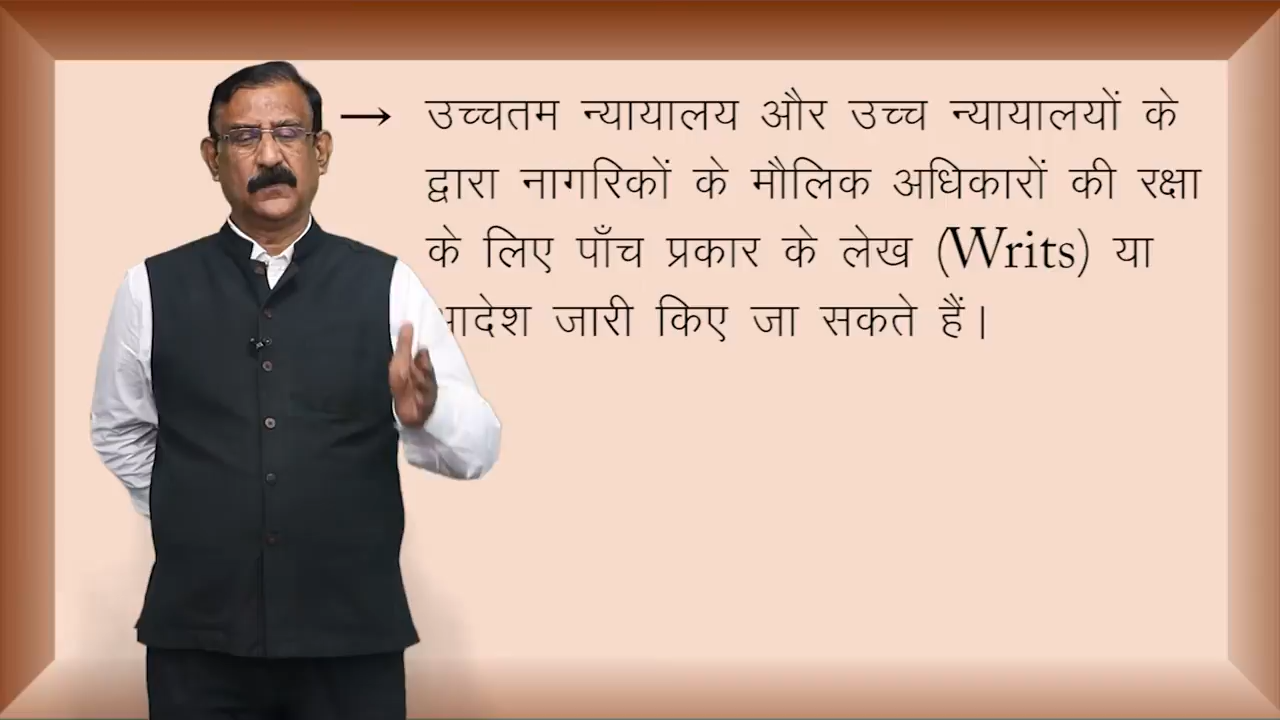 → उच्चतम न्यायालय और उच्च न्यायालयों के
द्वारा नागरिकों के मौलिक अधिकारों की रक्षा
के लिए पाँच प्रकार के लेख (Writs) या
जारी किए जा सकते हैं।